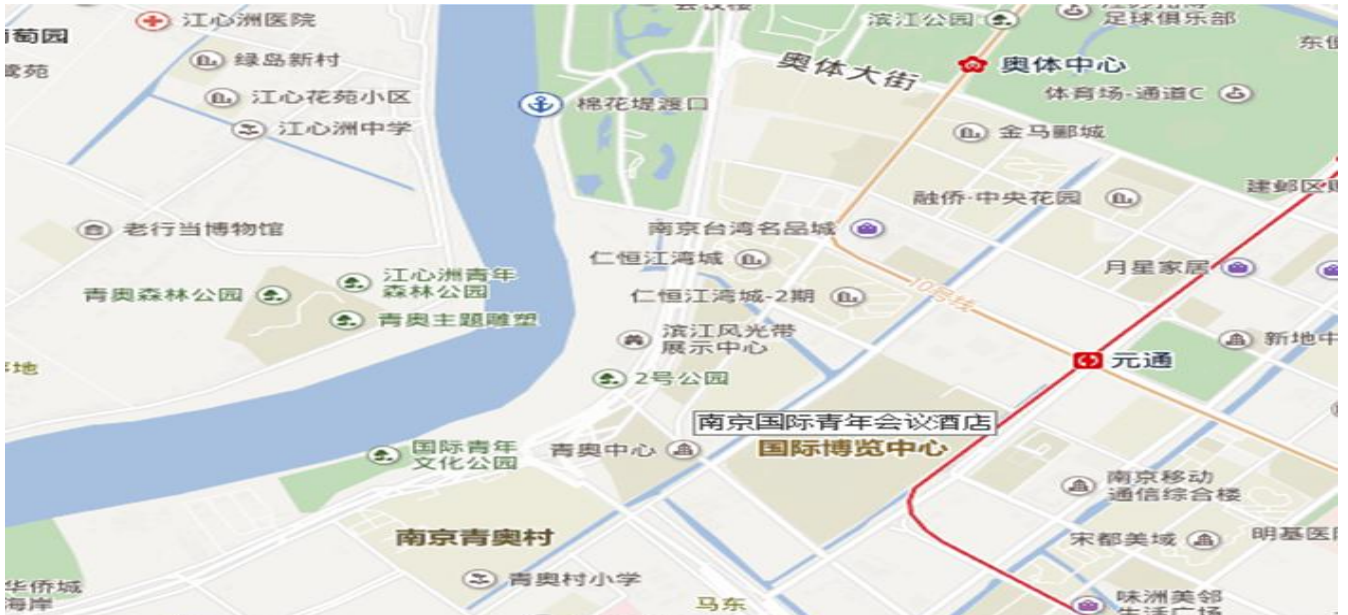 江心洲医院
滨江公园
足球俱乐部
萄园
绿岛新村
奥体大街
奥体中心
鹭苑
江心花苑小区
棉花堤渡口
体育场-通道C
江心洲中学
金马郦城
融侨·中央花园
建邺区
老行当博物馆
南京台湾名品城
仁恒江湾城
月星家居
江心洲青年
森林公园
青奥森林公园
仁恒江湾城-2期
10号线
青奥主题雕塑
滨江风光带
展示中心
新地中
元通
2号公园
南京国际青年会议酒店
国际青年
文化公园
青奥中心
国际博览中心
南京移动
通信综合楼
南京青奥村
宋都美域
明基医
青奥村小学
华侨城
海岸
马东
味洲美邻
生活广场